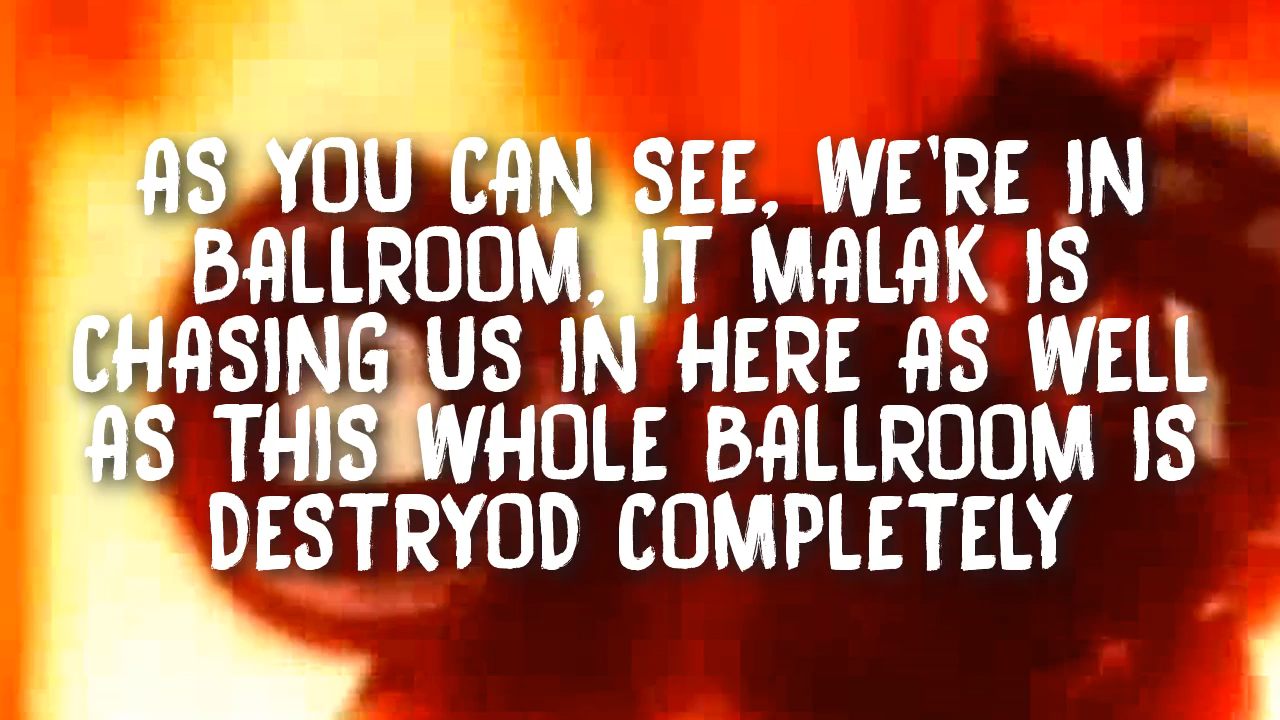 AS YOU CAN SEE, WE'RE IN
BALLROOM, IT MALAK IS
CHASING US IN HERE AS WELL
AS THIS WHOLE BALLROOM IS
DESTRYOD COMPLETELY